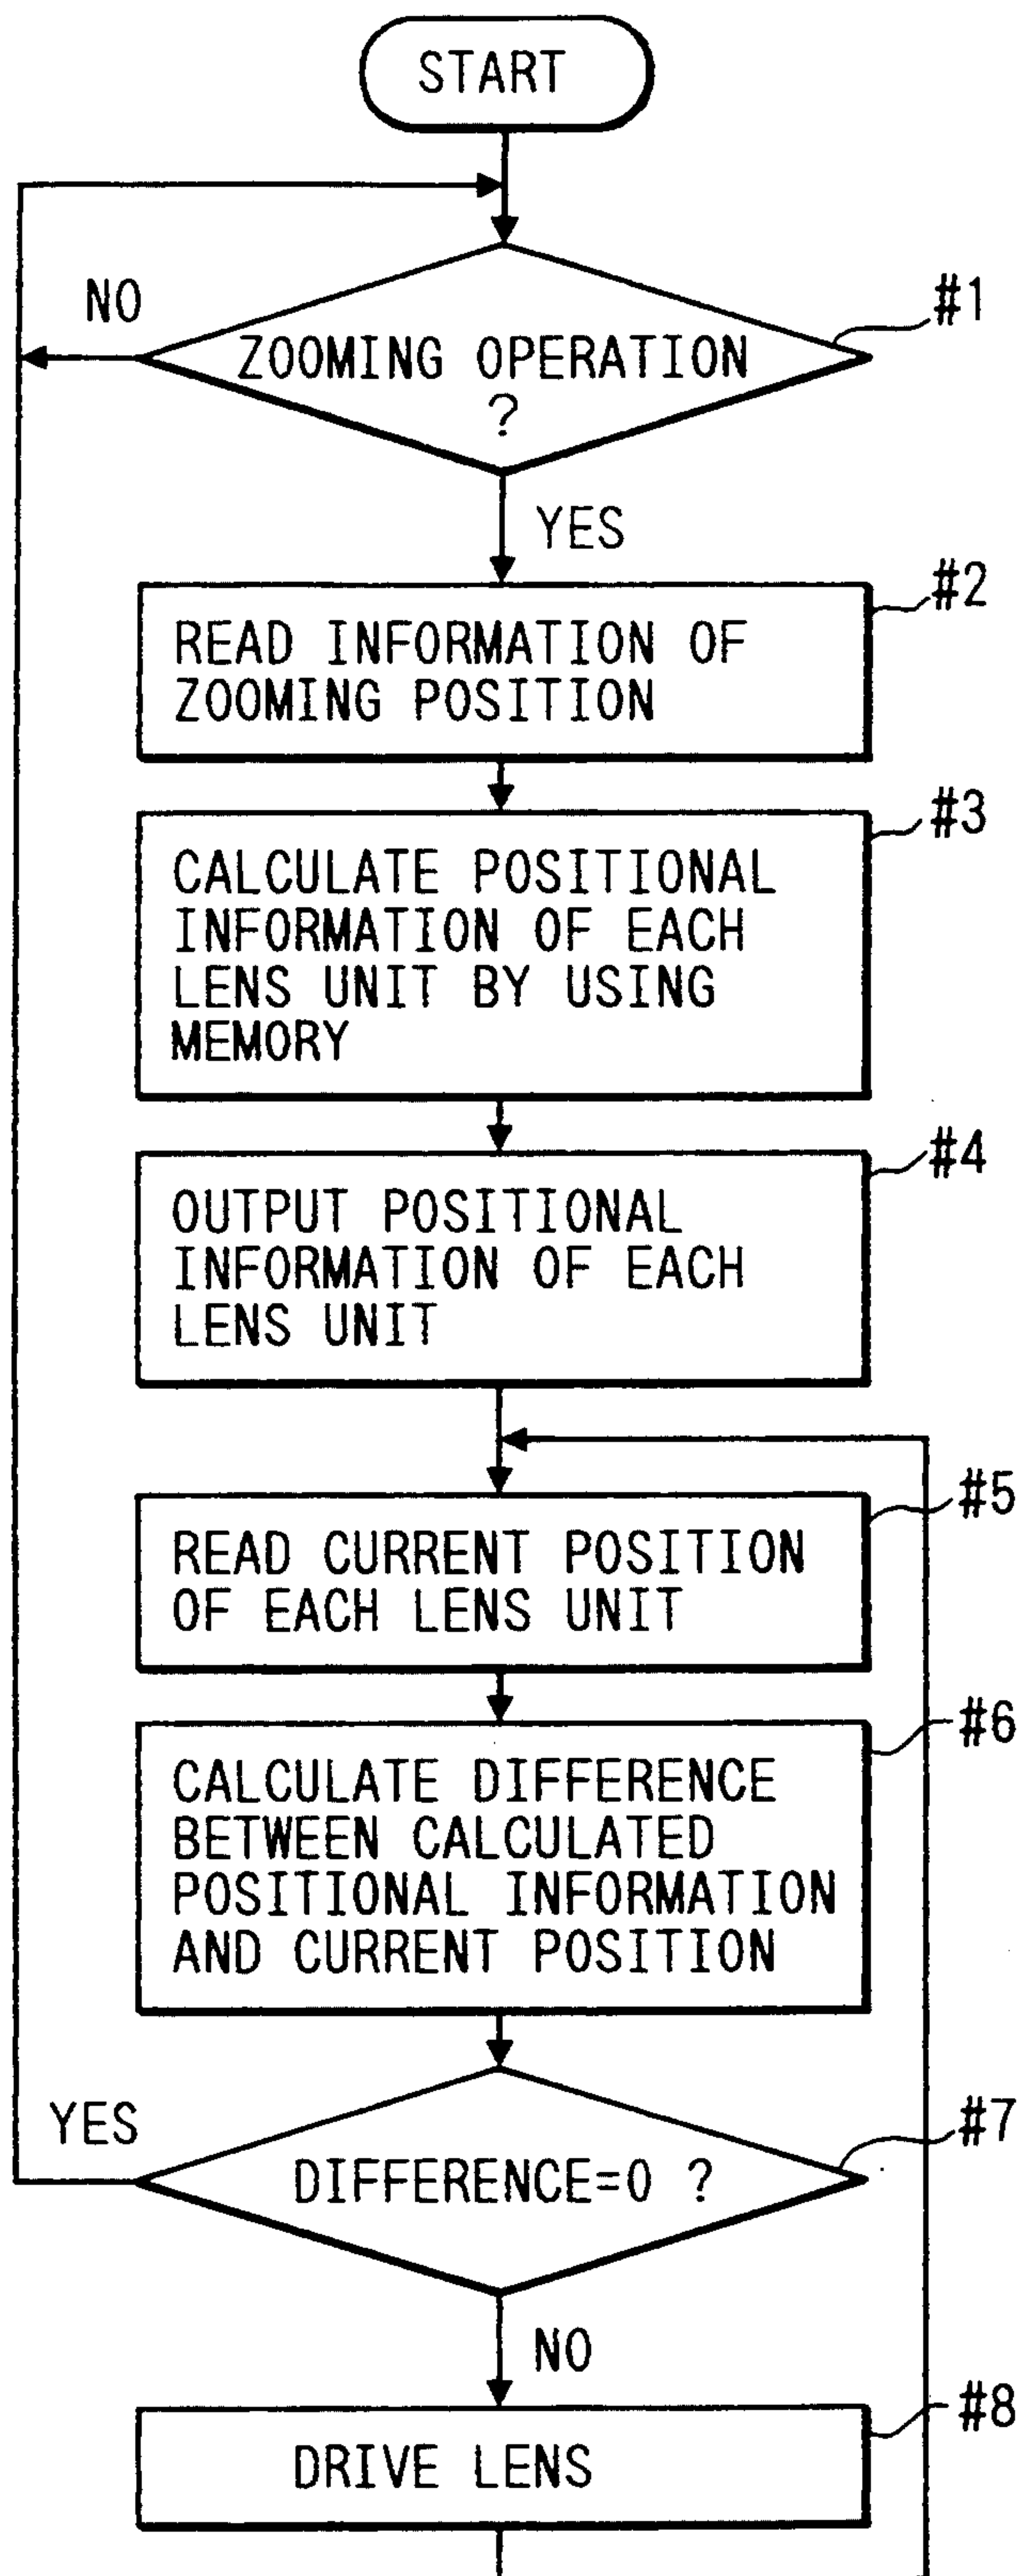 START
NO
#1
ZOOMING OPERATION
?
YES
#2
READ INFORMATION OF
ZOOMING POSITION
#3
CALCULATE POSITIONAL
INFORMATION OF EACH
LENS UNIT BY USING
MEMORY
#4
OUTPUT POSITIONAL
INFORMATION OF EACH
LENS UNIT
#5
READ CURRENT POSITION
OF EACH LENS UNIT
#6
CALCULATE DIFFERENCE
BETWEEN CALCULATED
POSITIONAL INFORMATION
AND CURRENT POSITION
YES
#7
DIFFERENCE=0 ?
NO
#8
DRIVE LENS